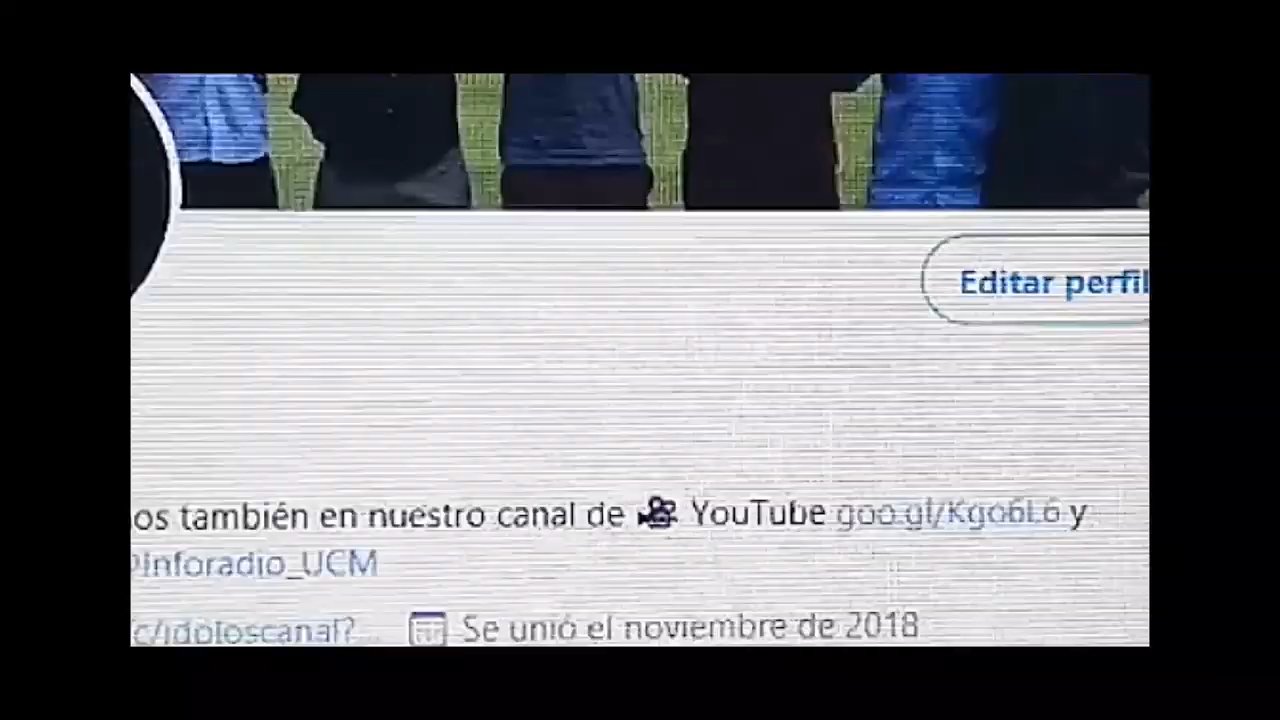 Editar perfil
os también en nuestro canal de YouTube goo.gl/Kgo6L6 y
@Inforadio_UCM
c/idoloscanal?...
Se unió el noviembre de 2018